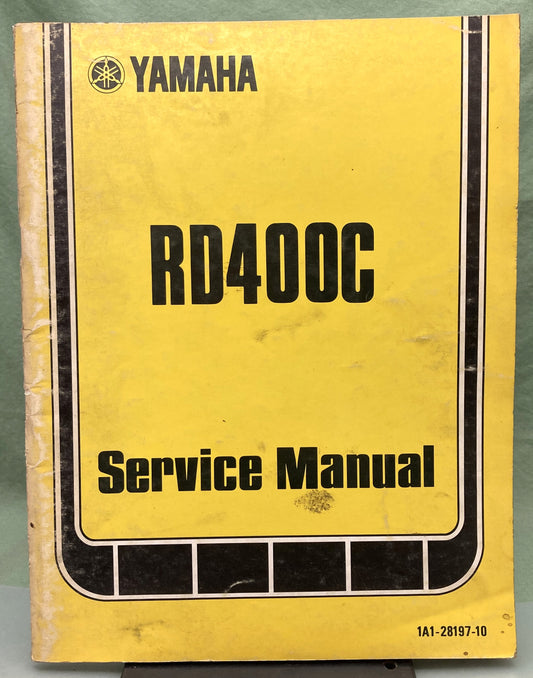 YAMAHA
RD400C
Service Manual
1A1-28197-10